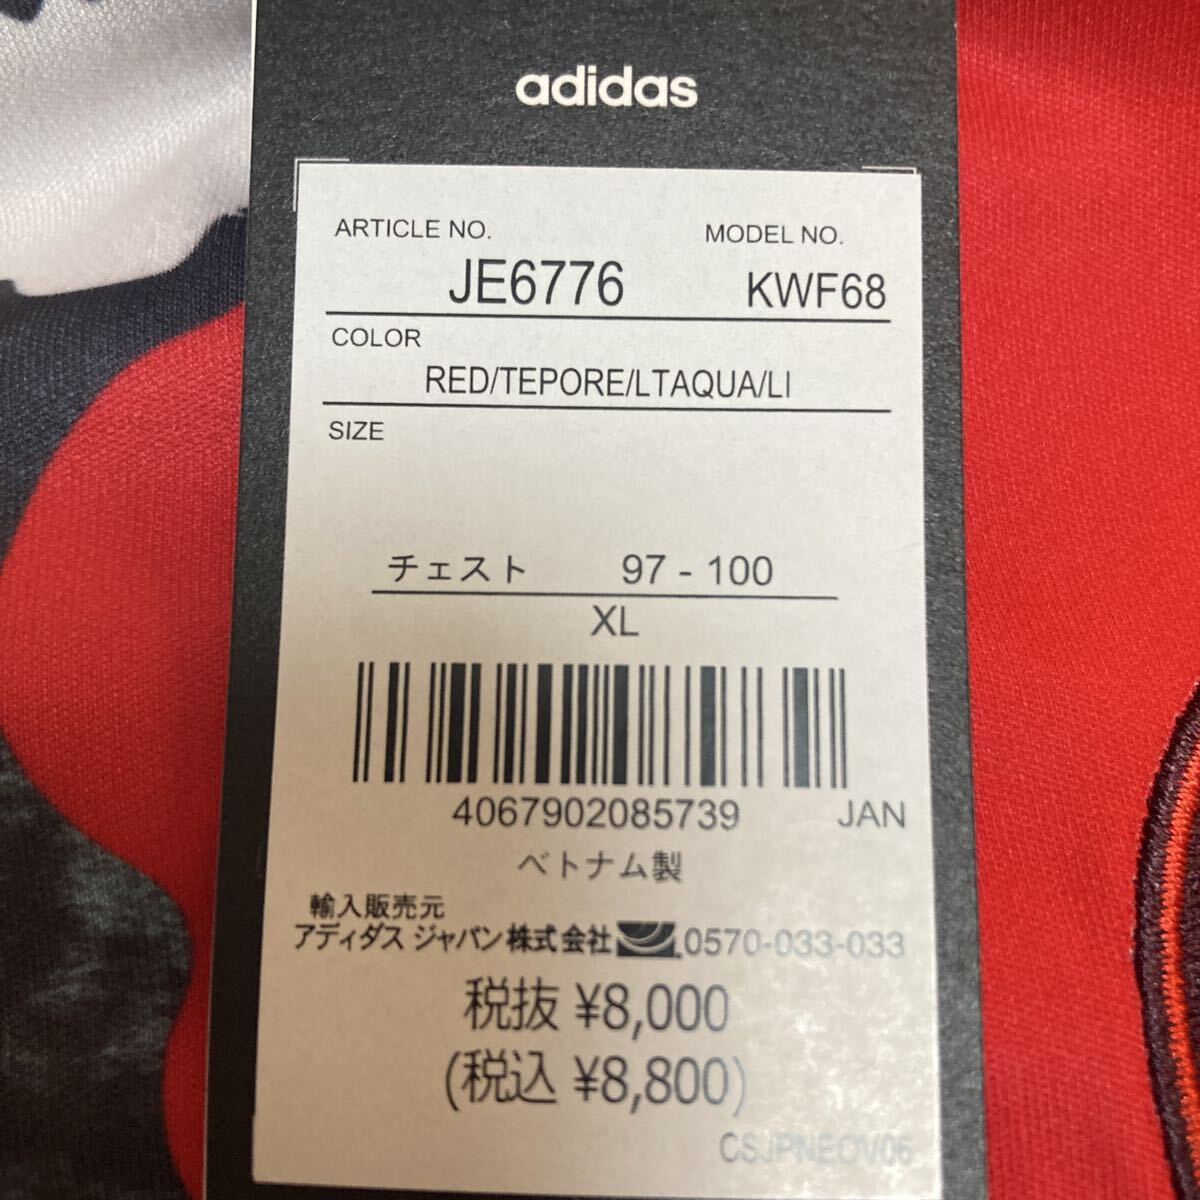 adidas
ARTICLE NO. MODEL NO.
JE6776 KWF68
COLOR
RED/TEPORE/LTAQUA/LI
SIZE
チェスト 97 - 100
XL
4067902085739 JAN
ベトナム製
輸入販売元
アディダス ジャパン株式会社 0570-033-033
税抜 ¥8,000
(税込 ¥8,800)
CSJPNEOV06